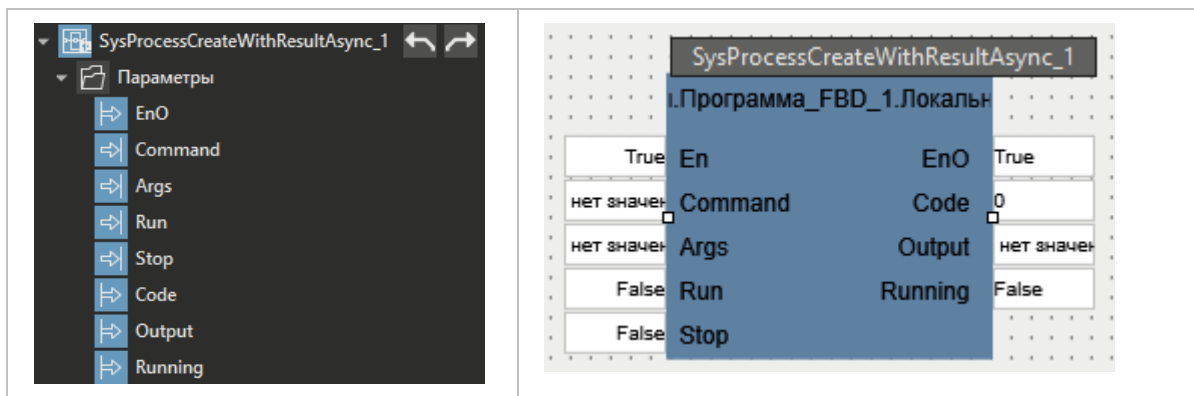 SysProcessCreateWithResultAsync_1
Параметры
EnO
Command
Args
Run
Stop
Code
Output
Running
SysProcessCreateWithResultAsync_1
.Программа_FBD_1.Локальн
True En EnO True
нет значен Command Code 0
нет значен Args Output нет значен
False Run Running False
False Stop